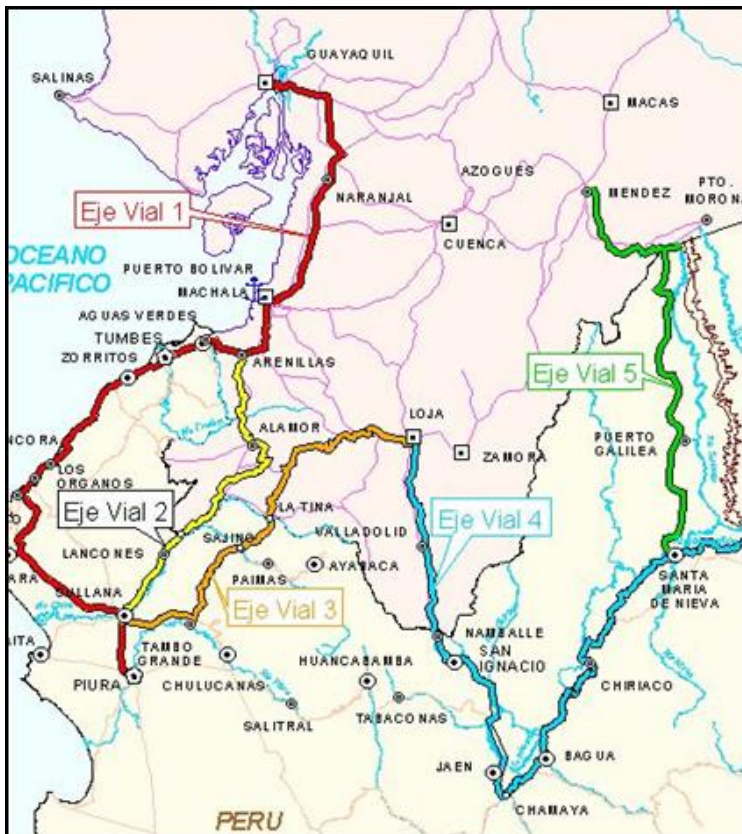 GUAYAQUIL
SALINAS
MACAS
NARANJAL
AZOGUES
MENDEZ
PTO.
MORONA
Eje Vial 1
CUENCA
OCEANO
PACIFICO
PUERTO BOLIVAR
MACHALA
AGUAS VERDES
TUMBES
ZORRITOS
ARENILLAS
Eje Vial 5
LOJA
ALAMOR
ZAMORA
PUERTO
GALILEA
NCORA
LOS
ORGANOS
Eje Vial 2
LA TINA
VALLADOLID
Eje Vial 4
LANCONES
SAJINO
AYABACA
PAIMAS
SANTA
MARIA
DE NIEVA
ARA
SULLANA
Eje Vial 3
NAMBALLE
SAN
IGNACIO
AITA
TAMBO
GRANDE
HUANCABAMBA
CHIRIACO
PIURA
CHULUCANAS
SALITRAL
TABACONAS
JAEN
BAGUA
CHAMAYA
PERU